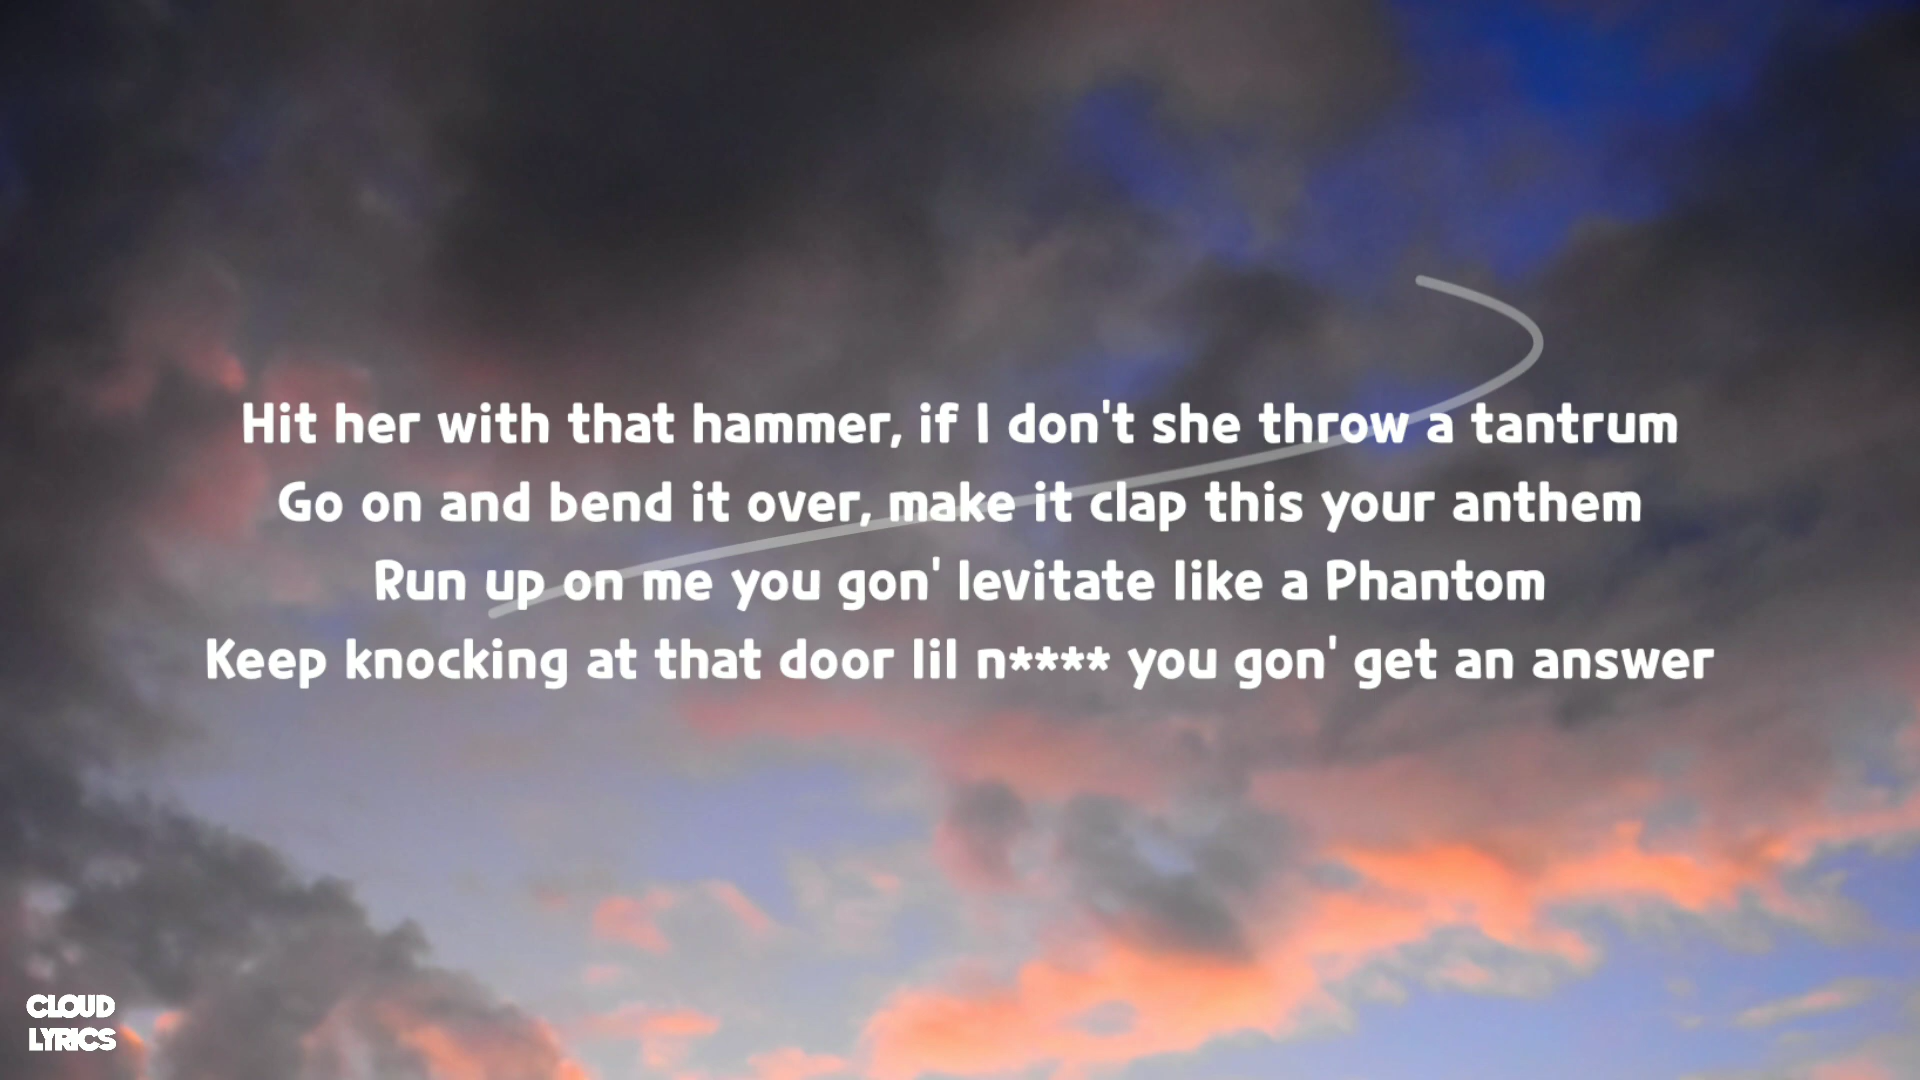 Hit her with that hammer, if I don't she throw a tantrum
Go on and bend it over, make it clap this your anthem
Run up on me you gon' levitate like a Phantom
Keep knocking at that door lil n**** you gon' get an answer
CLOUD
LYRICS